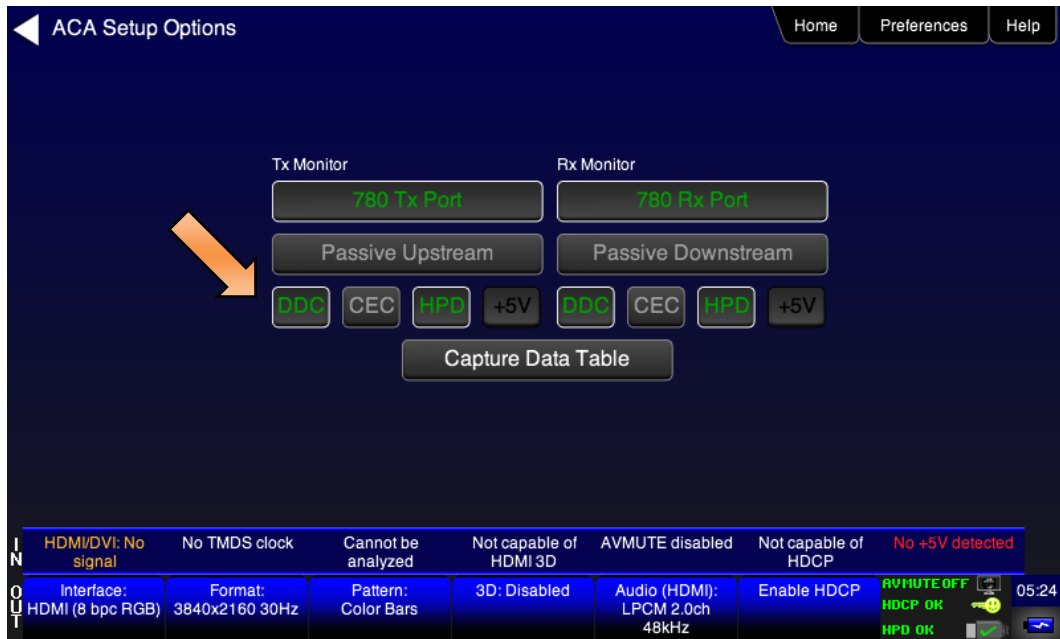 ACA Setup Options
Home Preferences Help
Tx Monitor Rx Monitor
780 Tx Port 780 Rx Port
Passive Upstream Passive Downstream
DDC CEC HPD +5V DDC CEC HPD +5V
Capture Data Table
IN HDMI/DVI: No signal No TMDS clock Cannot be analyzed Not capable of HDMI 3D AVMUTE disabled Not capable of HDCP No +5V detected
OUT Interface: HDMI (8 bpc RGB) Format: 3840x2160 30Hz Pattern: Color Bars 3D: Disabled Audio (HDMI): LPCM 2.0ch 48kHz Enable HDCP
AVMUTE OFF
HDCP OK
HPD OK
05:24